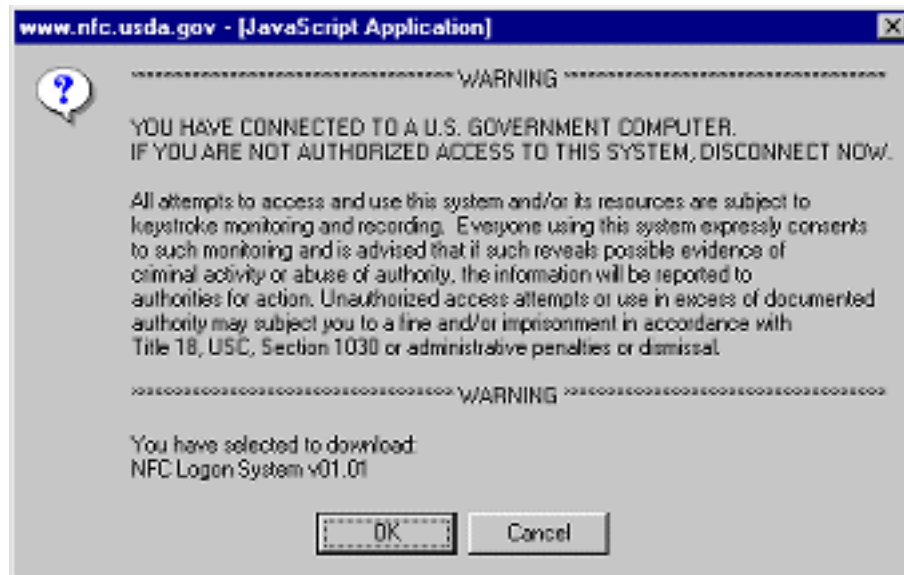 www.nfc.usda.gov - [JavaScript Application]
************************************ WARNING ************************************
YOU HAVE CONNECTED TO A U.S. GOVERNMENT COMPUTER.
IF YOU ARE NOT AUTHORIZED ACCESS TO THIS SYSTEM, DISCONNECT NOW.
All attempts to access and use this system and/or its resources are subject to
keystroke monitoring and recording. Everyone using this system expressly consents
to such monitoring and is advised that if such reveals possible evidence of
criminal activity or abuse of authority, the information will be reported to
authorities for action. Unauthorized access attempts or use in excess of documented
authority may subject you to a fine and/or imprisonment in accordance with
Title 18, USC, Section 1030 or administrative penalties or dismissal.
************************************ WARNING ************************************
You have selected to download:
NFC Logon System v01.01
OK Cancel